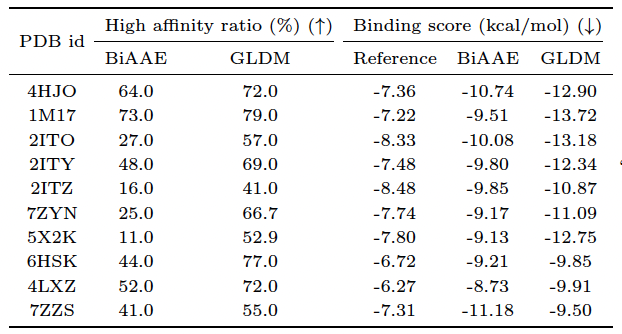 PDB id High affinity ratio (%) (↑) Binding score (kcal/mol) (↓)
BiAAE GLDM Reference BiAAE GLDM
4HJO 64.0 72.0 -7.36 -10.74 -12.90
1M17 73.0 79.0 -7.22 -9.51 -13.72
2ITO 27.0 57.0 -8.33 -10.08 -13.18
2ITY 48.0 69.0 -7.48 -9.80 -12.34
2ITZ 16.0 41.0 -8.48 -9.85 -10.87
7ZYN 25.0 66.7 -7.74 -9.17 -11.09
5X2K 11.0 52.9 -7.80 -9.13 -12.75
6HSK 44.0 77.0 -6.72 -9.21 -9.85
4LXZ 52.0 72.0 -6.27 -8.73 -9.91
7ZZS 41.0 55.0 -7.31 -11.18 -9.50